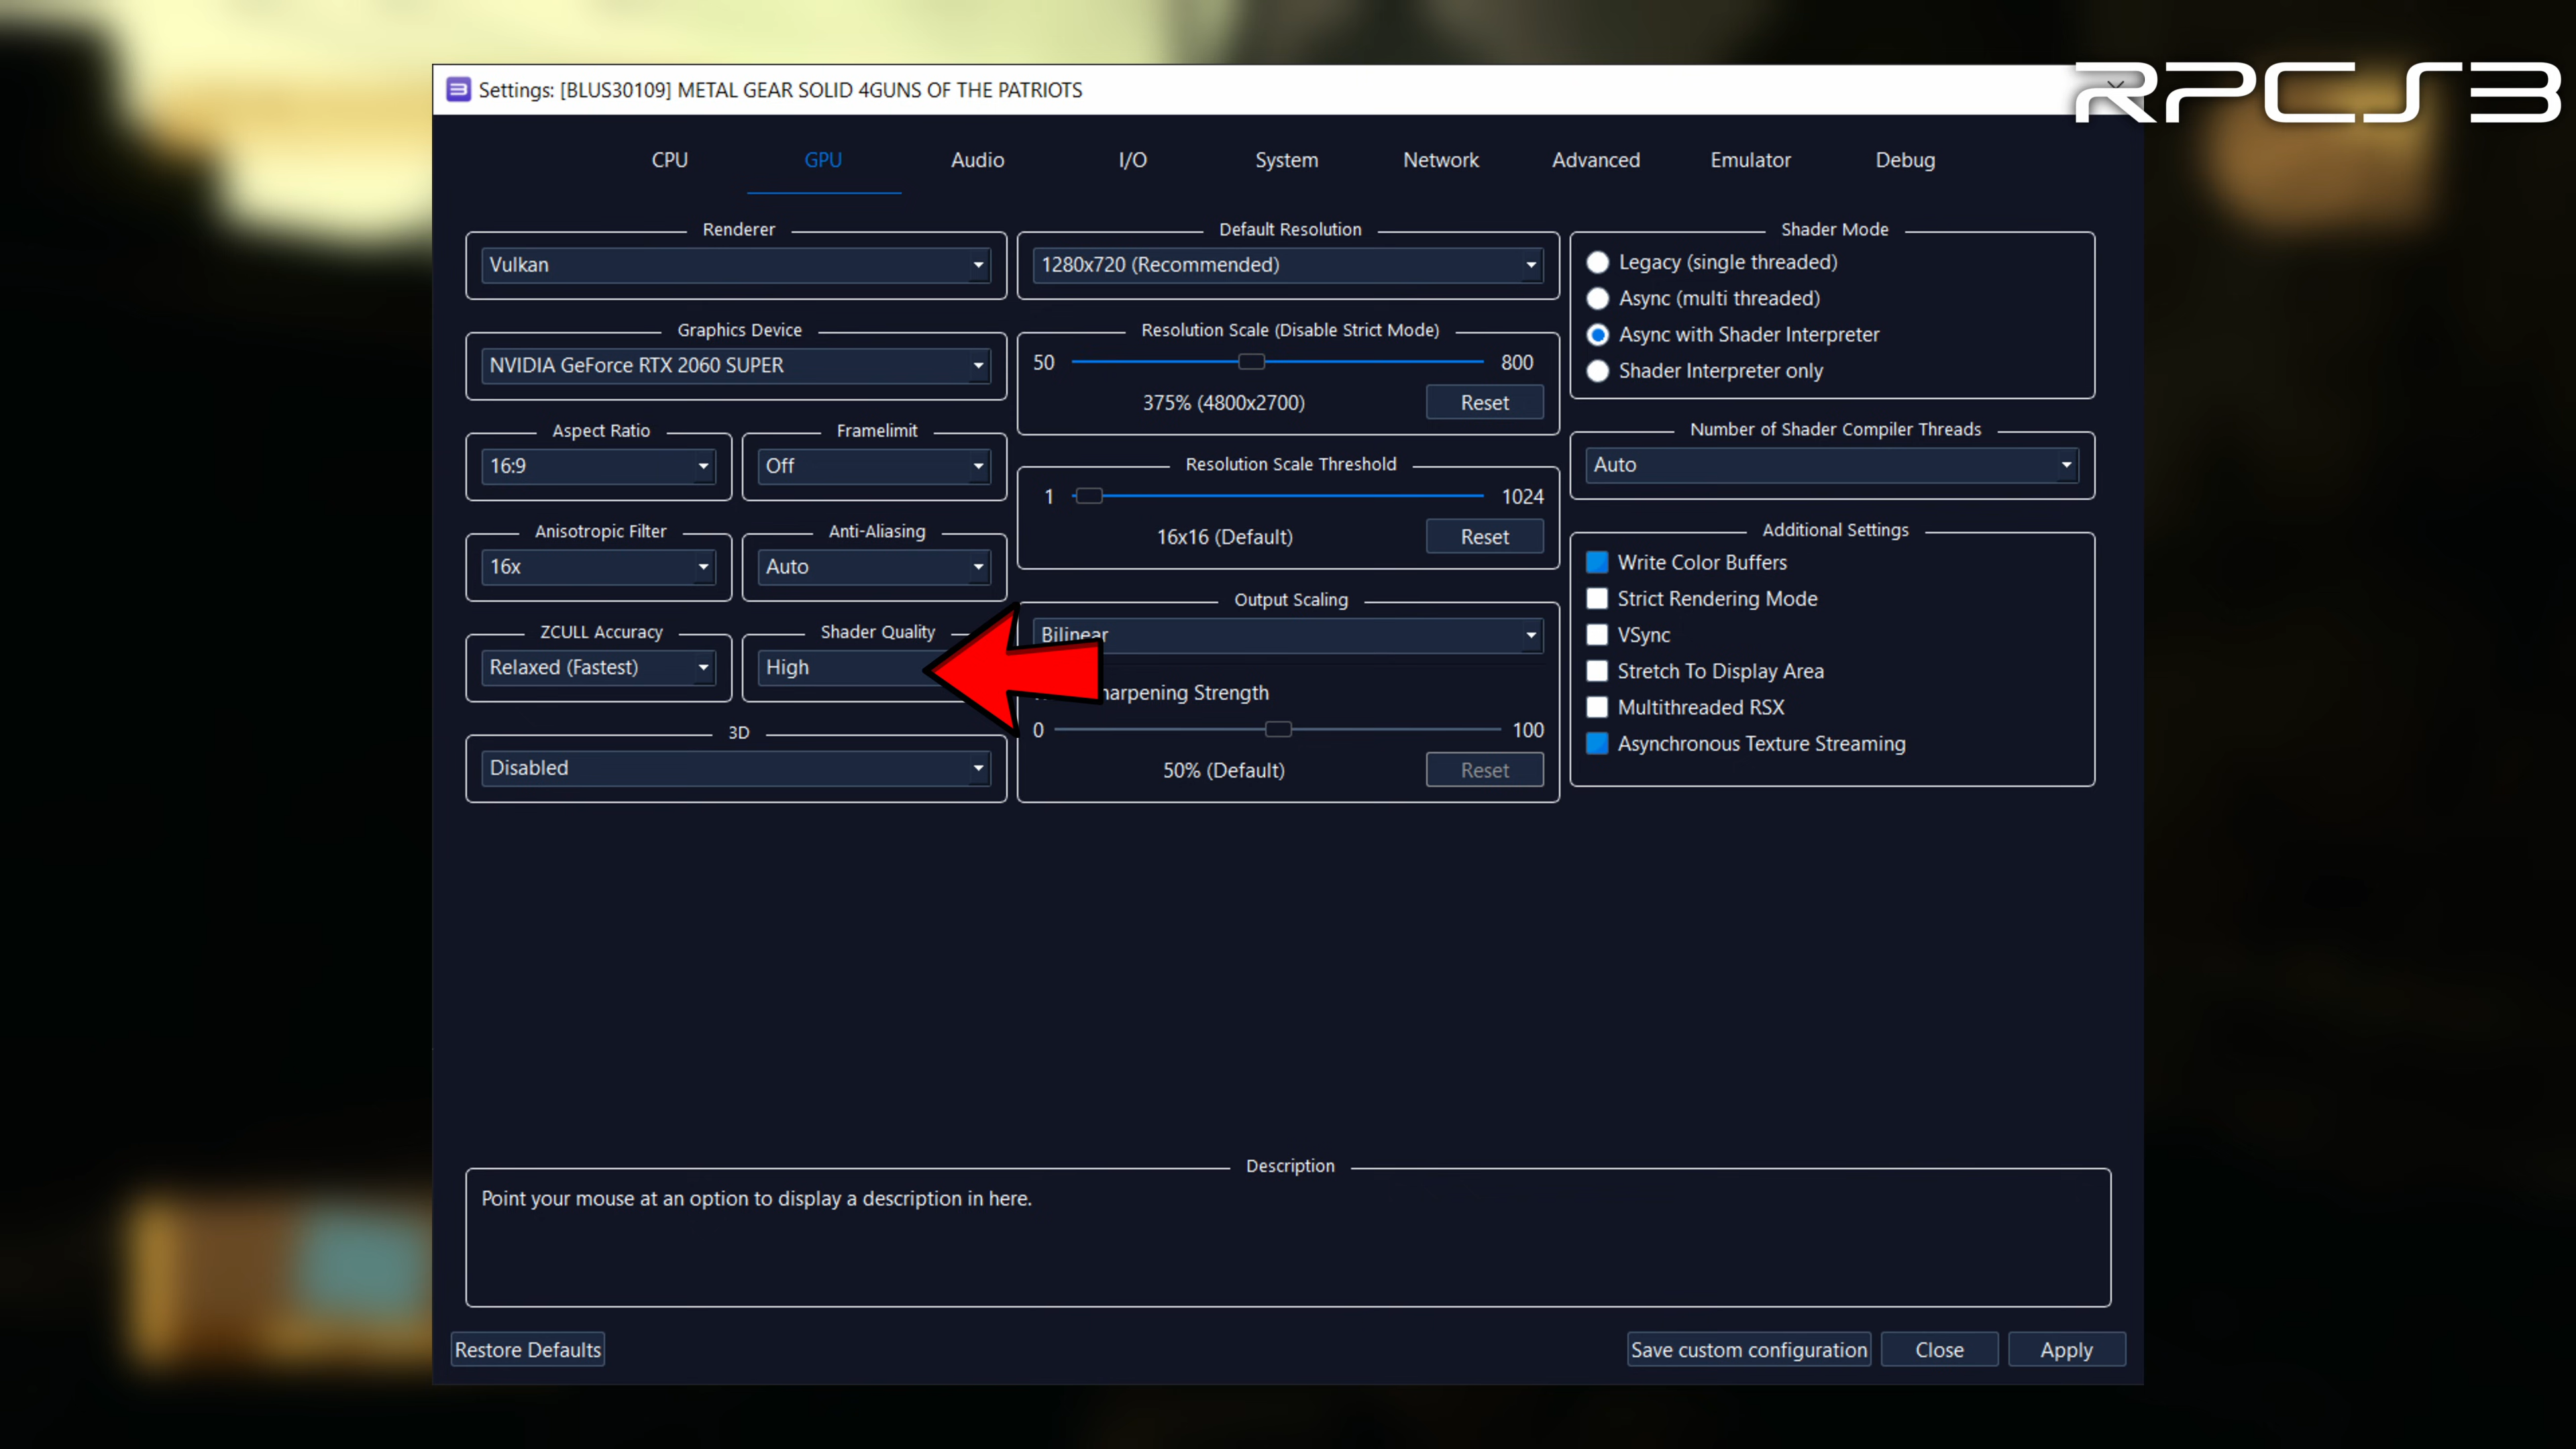 RPCS3
Settings: [BLUS30109] METAL GEAR SOLID 4GUNS OF THE PATRIOTS
CPU
GPU
Audio
I/O
System
Network
Advanced
Emulator
Debug
Renderer
Vulkan
Graphics Device
NVIDIA GeForce RTX 2060 SUPER
Aspect Ratio
16:9
Framelimit
Off
Anisotropic Filter
16x
Anti-Aliasing
Auto
ZCULL Accuracy
Relaxed (Fastest)
Shader Quality
High
3D
Disabled
Default Resolution
1280x720 (Recommended)
Resolution Scale (Disable Strict Mode)
50
800
375% (4800x2700)
Reset
Resolution Scale Threshold
1
1024
16x16 (Default)
Reset
Output Scaling
Bilinear
Strength
0
100
50% (Default)
Reset
Shader Mode
Legacy (single threaded)
Async (multi threaded)
Async with Shader Interpreter
Shader Interpreter only
Number of Shader Compiler Threads
Auto
Additional Settings
Write Color Buffers
Strict Rendering Mode
VSync
Stretch To Display Area
Multithreaded RSX
Asynchronous Texture Streaming
Description
Point your mouse at an option to display a description in here.
Restore Defaults
Save custom configuration
Close
Apply